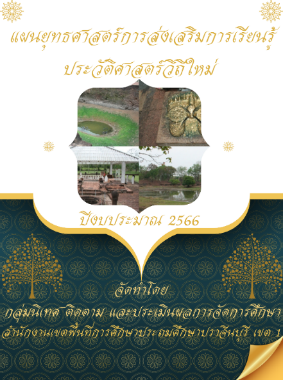 แผนยุทธศาสตร์การส่งเสริมการเรียนรู้
ประวัติศาสตร์วิถีใหม่
ปีงบประมาณ 2566
จัดทำโดย
กลุ่มนิเทศ ติดตาม และประเมินผลการจัดการศึกษา
สำนักงานเขตพื้นที่การศึกษาประถมศึกษาปราจีนบุรี เขต 1